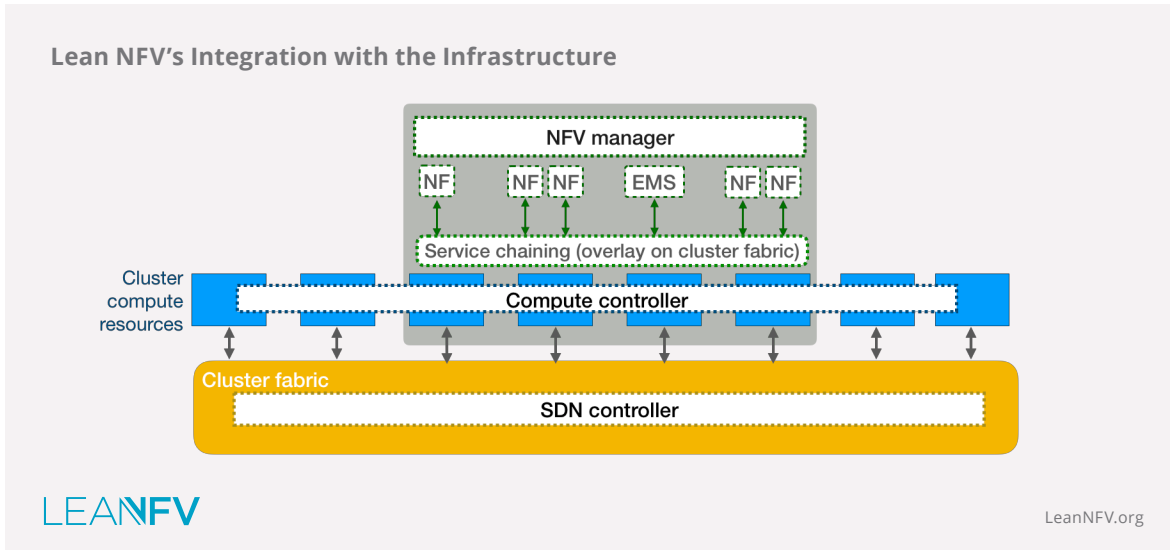 Lean NFV’s Integration with the Infrastructure
NFV manager
NF
NF
NF
EMS
NF
NF
Service chaining (overlay on cluster fabric)
Cluster
compute
resources
Compute controller
Cluster fabric
SDN controller
LEANNFV
LeanNFV.org